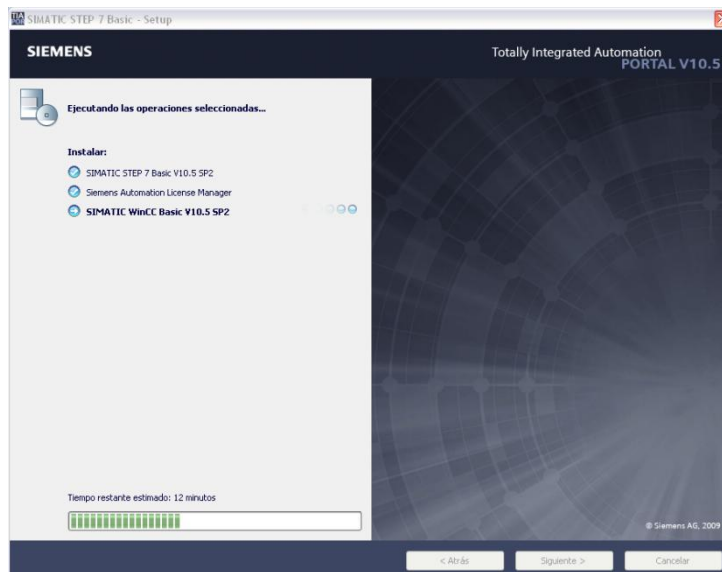 TIA
SIMATIC STEP 7 Basic - Setup
SIEMENS
Totally Integrated Automation
PORTAL V10.5
Ejecutando las operaciones seleccionadas...
Instalar:
SIMATIC STEP 7 Basic V10.5 SP2
Siemens Automation License Manager
SIMATIC WinCC Basic V10.5 SP2
Tiempo restante estimado: 12 minutos
© Siemens AG, 2009
< Atrás
Siguiente >
Cancelar